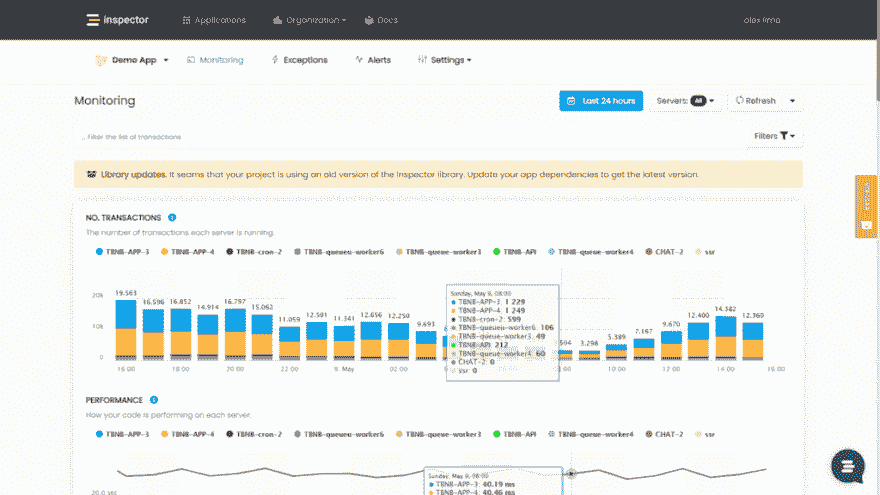 inspector Applications Organization Docs alex lima
Demo App Monitoring Exceptions Alerts Settings
Monitoring
Last 24 hours Servers: All Refresh
Filter the list of transactions
Filters
Library updates. It seams that your project is using an old version of the Inspector library. Update your app dependencies to get the latest version.
NO. TRANSACTIONS
The number of transactions each server is running.
TBNB-APP-3 TBNB-APP-4 TBNB-cron-2 TBNB-queueu-worker6 TBNB-queue-worker3 TBNB-API TBNB-queue-worker4 CHAT-2 ssr
20k
10k
0
19.563 16.596 16.852 14.914 16.797 15.062 11.059 12.501 11.341 12.656 12.250 9.693 3.298 5.389 7.167 9.670 12.400 14.582 12.369
Sunday, May 9, 08:00
TBNB-APP-3: 1 229
TBNB-APP-4: 1 249
TBNB-cron-2: 599
TBNB-queueu-worker6: 106
TBNB-queue-worker3: 49
TBNB-API: 212
TBNB-queue-worker4: 60
CHAT-2: 0
ssr: 0
16:00 18:00 20:00 22:00 9. May 02:00 12:00 14:00 16:00
PERFORMANCE
How your code is performing on each server.
TBNB-APP-3 TBNB-APP-4 TBNB-cron-2 TBNB-queueu-worker6 TBNB-queue-worker3 TBNB-API TBNB-queue-worker4 CHAT-2 ssr
Sunday, May 9, 08:00
TBNB-APP-3: 40.19 ms
TBNB-APP-4: 40.46 ms